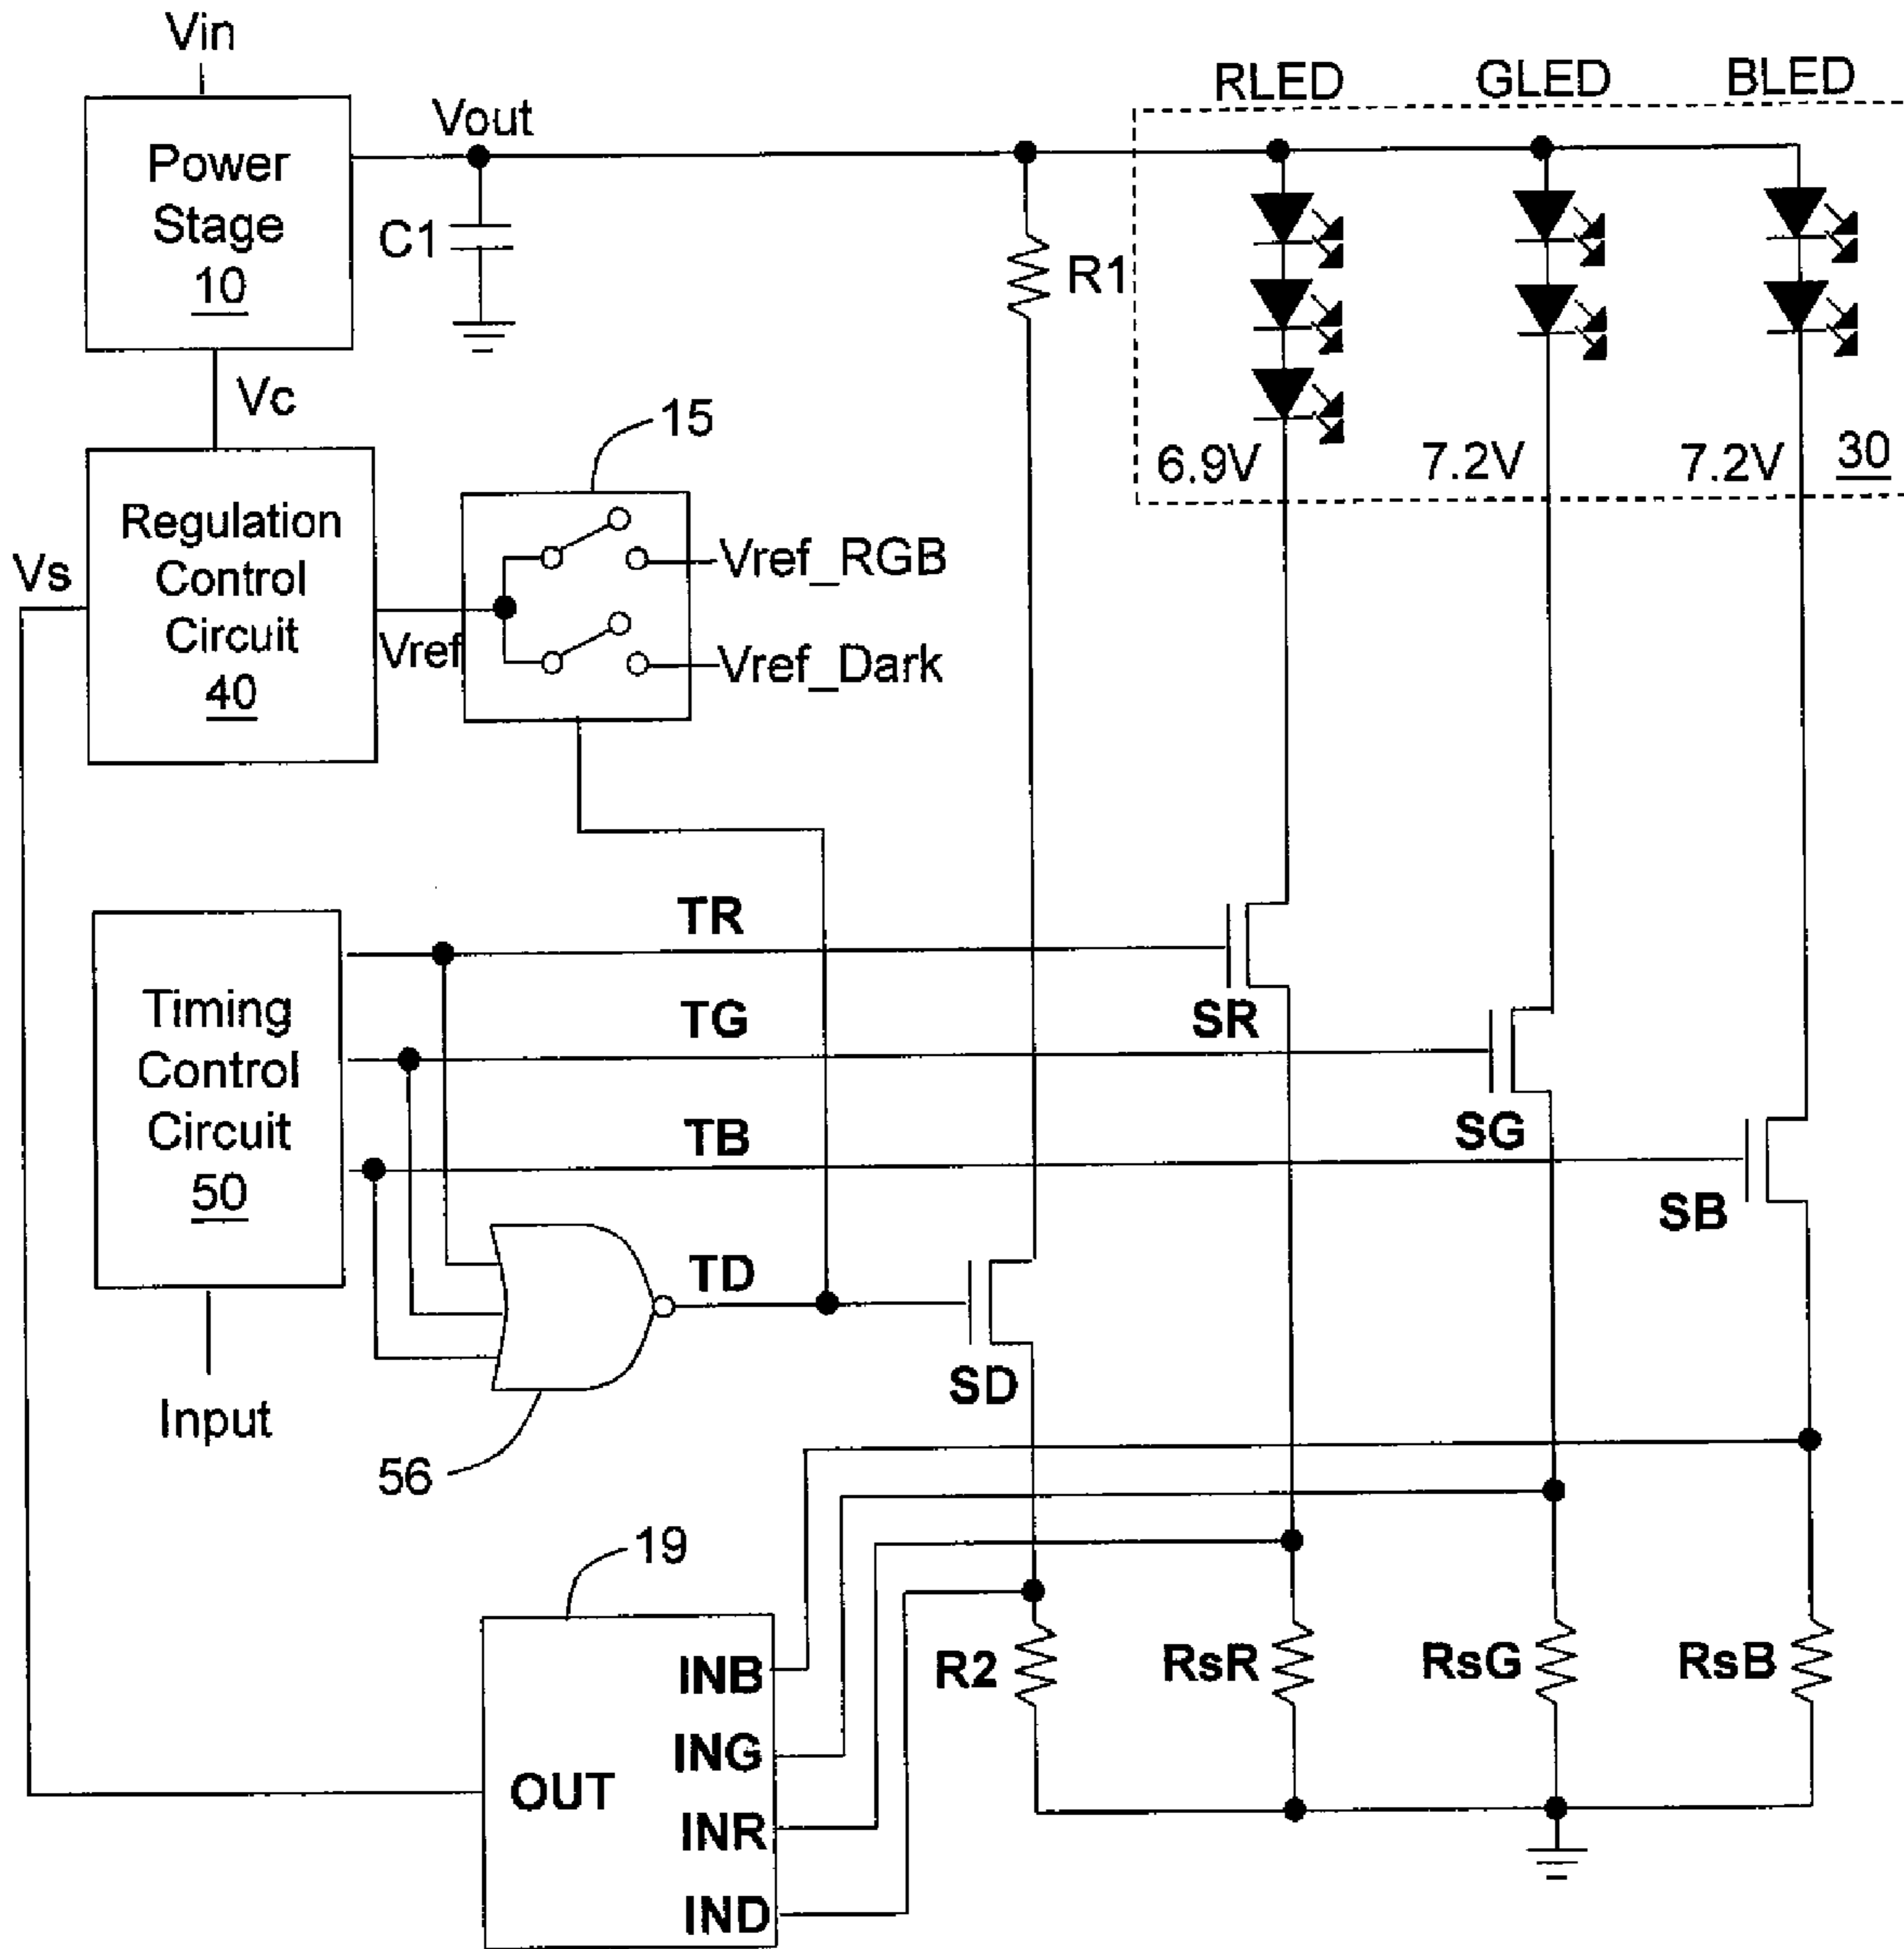 Vin
RLED
GLED
BLED
Vout
Power
Stage
10
C1
R1
Vc
15
6.9V
7.2V
7.2V
30
Regulation
Control
Circuit
40
Vs
Vref
Vref_RGB
Vref_Dark
TR
Timing
Control
Circuit
50
TG
SR
TB
SG
SB
TD
SD
Input
56
19
INB
ING
INR
IND
OUT
R2
RsR
RsG
RsB